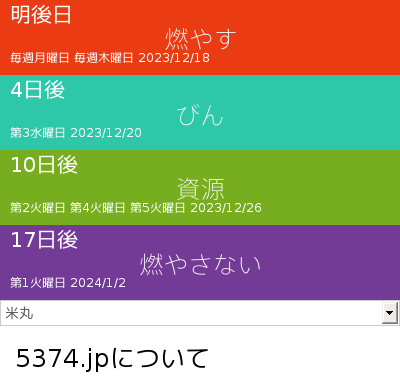 明後日
燃やす
毎週月曜日 毎週木曜日 2023/12/18
4日後
びん
第3水曜日 2023/12/20
10日後
資源
第2火曜日 第4火曜日 第5火曜日 2023/12/26
17日後
燃やさない
第1火曜日 2024/1/2
米丸
5374.jpについて